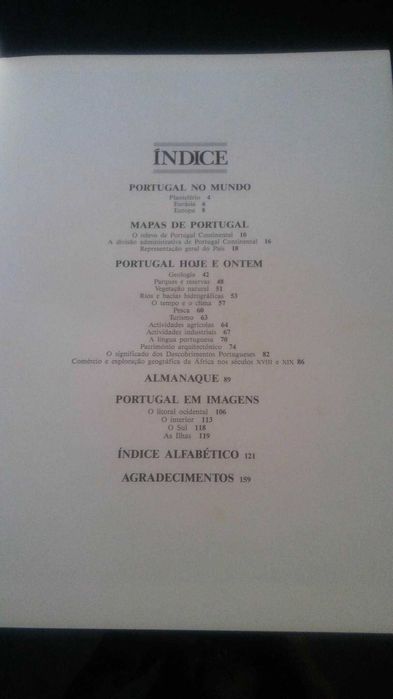 ÍNDICE
PORTUGAL NO MUNDO
Planisfério 4
Eurásia 6
Europa 8
MAPAS DE PORTUGAL
O relevo de Portugal Continental 10
A divisão administrativa de Portugal Continental 16
Representação geral do País 18
PORTUGAL HOJE E ONTEM
Geologia 42
Parques e reservas 48
Vegetação natural 51
Rios e bacias hidrográficas 53
O tempo e o clima 57
Pesca 60
Turismo 63
Actividades agrícolas 64
Actividades industriais 67
A língua portuguesa 70
Património arquitectónico 74
O significado dos Descobrimentos Portugueses 82
Comércio e exploração geográfica da África nos séculos XVIII e XIX 86
ALMANAQUE 89
PORTUGAL EM IMAGENS
O litoral ocidental 106
O interior 113
O Sul 118
As Ilhas 119
ÍNDICE ALFABÉTICO 121
AGRADECIMENTOS 159